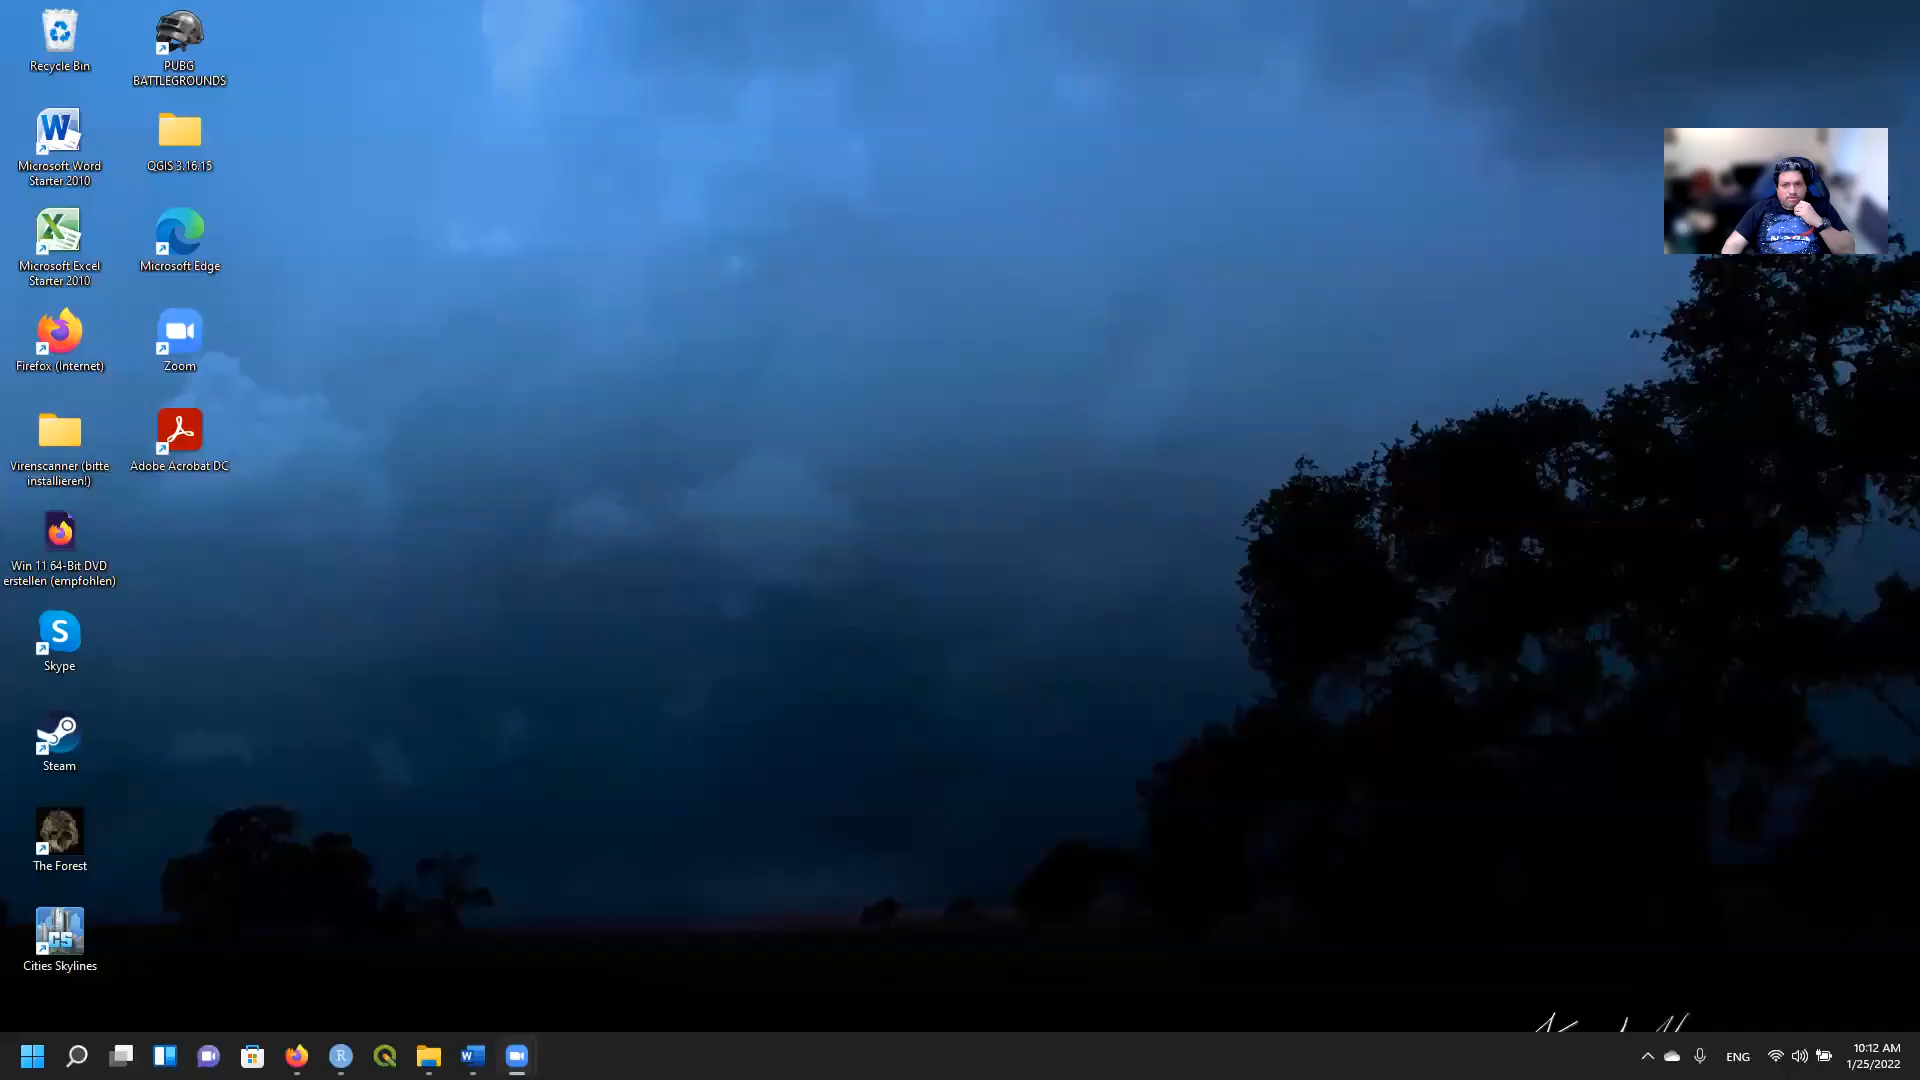 Recycle Bin
PUBG
BATTLEGROUNDS
Microsoft Word
Starter 2010
QGIS 3.16.15
Microsoft Excel
Starter 2010
Microsoft Edge
Firefox (Internet)
Zoom
Virenscanner (bitte
installieren!)
Adobe Acrobat DC
Win 11 64-Bit DVD
erstellen (empfohlen)
Skype
Steam
The Forest
Cities Skylines
ENG
10:12 AM
1/25/2022